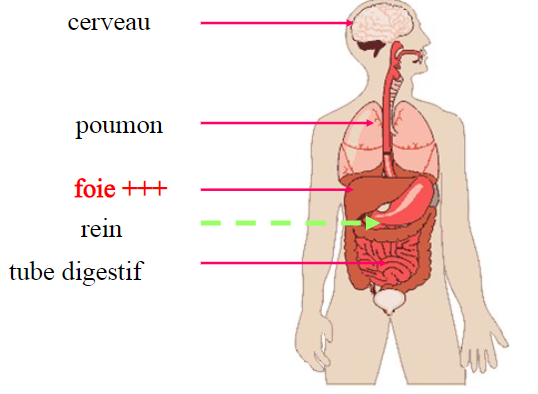 cerveau
poumon
foie +++
rein
tube digestif